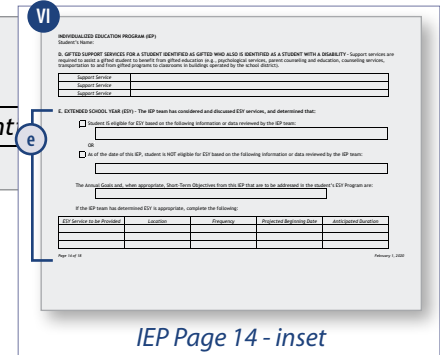 VI
INDIVIDUALIZED EDUCATION PROGRAM (IEP)
Student's Name:
D. GIFTED SUPPORT SERVICES FOR A STUDENT IDENTIFIED AS GIFTED WHO ALSO IS IDENTIFIED AS A STUDENT WITH A DISABILITY - Support services are
required to assist a gifted student to benefit from gifted education (e.g., psychological services, parent counseling and education, counseling services,
transportation to and from gifted programs to classrooms in buildings operated by the school district).
Support Service
Support Service
Support Service
E. EXTENDED SCHOOL YEAR (ESY) - The IEP team has considered and discussed ESY services, and determined that:
nt
e
Student IS eligible for ESY based on the following information or data reviewed by the IEP team:
OR
As of the date of this IEP, student is NOT eligible for ESY based on the following information or data reviewed by the IEP team:
The Annual Goals and, when appropriate, Short-Term Objectives from this IEP that are to be addressed in the student's ESY Program are:
If the IEP team has determined ESY is appropriate, complete the following:
ESY Service to be Provided Location Frequency Projected Beginning Date Anticipated Duration
Page 14 of 18 February 1, 2020
IEP Page 14 - inset